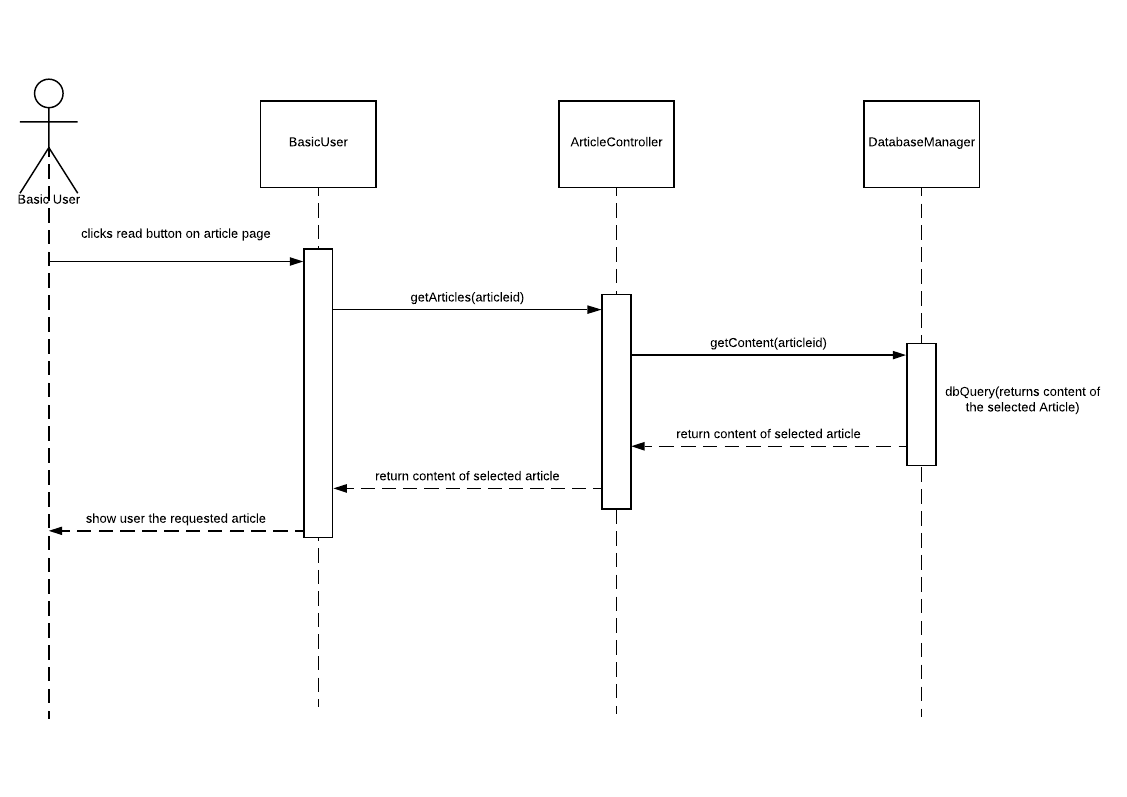 BasicUser
ArticleController
DatabaseManager
Basic User
clicks read button on article page
getArticles(articleid)
getContent(articleid)
dbQuery(returns content of
the selected Article)
return content of selected article
return content of selected article
show user the requested article